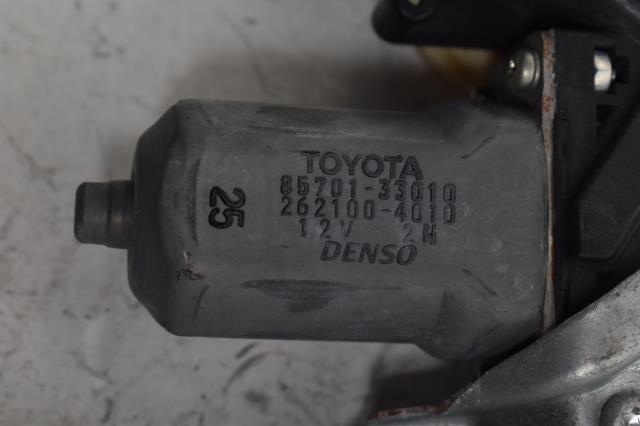 TOYOTA
85701-33010
262100-4010
12V 2N
DENSO
25